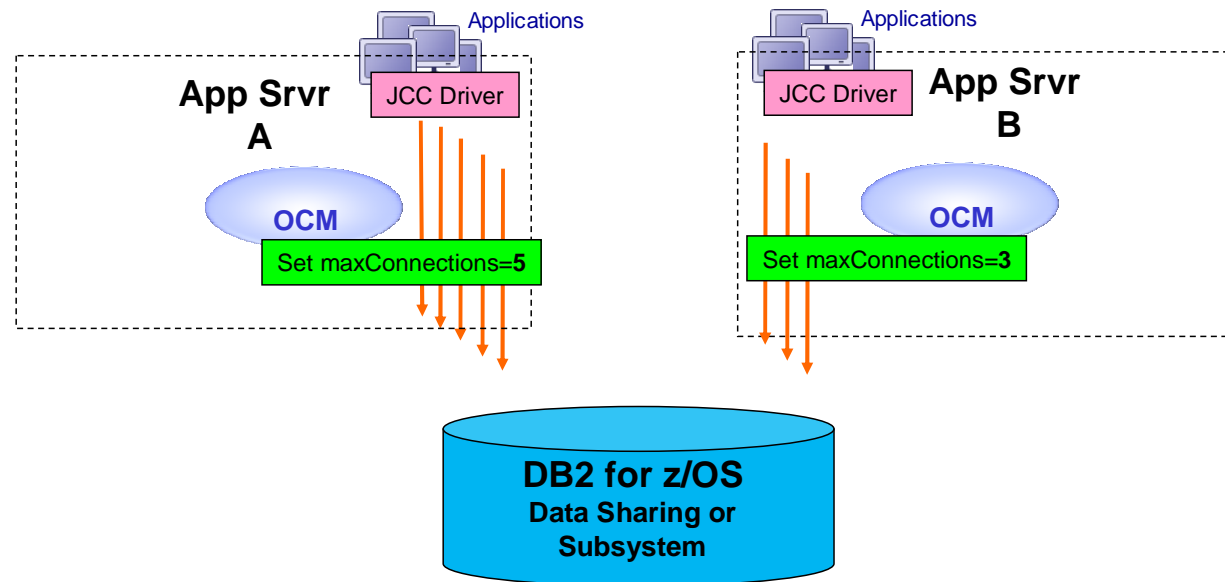 Applications
App Srvr
A
JCC Driver
OCM
Set maxConnections=5
Applications
JCC Driver
App Srvr
B
OCM
Set maxConnections=3
DB2 for z/OS
Data Sharing or
Subsystem